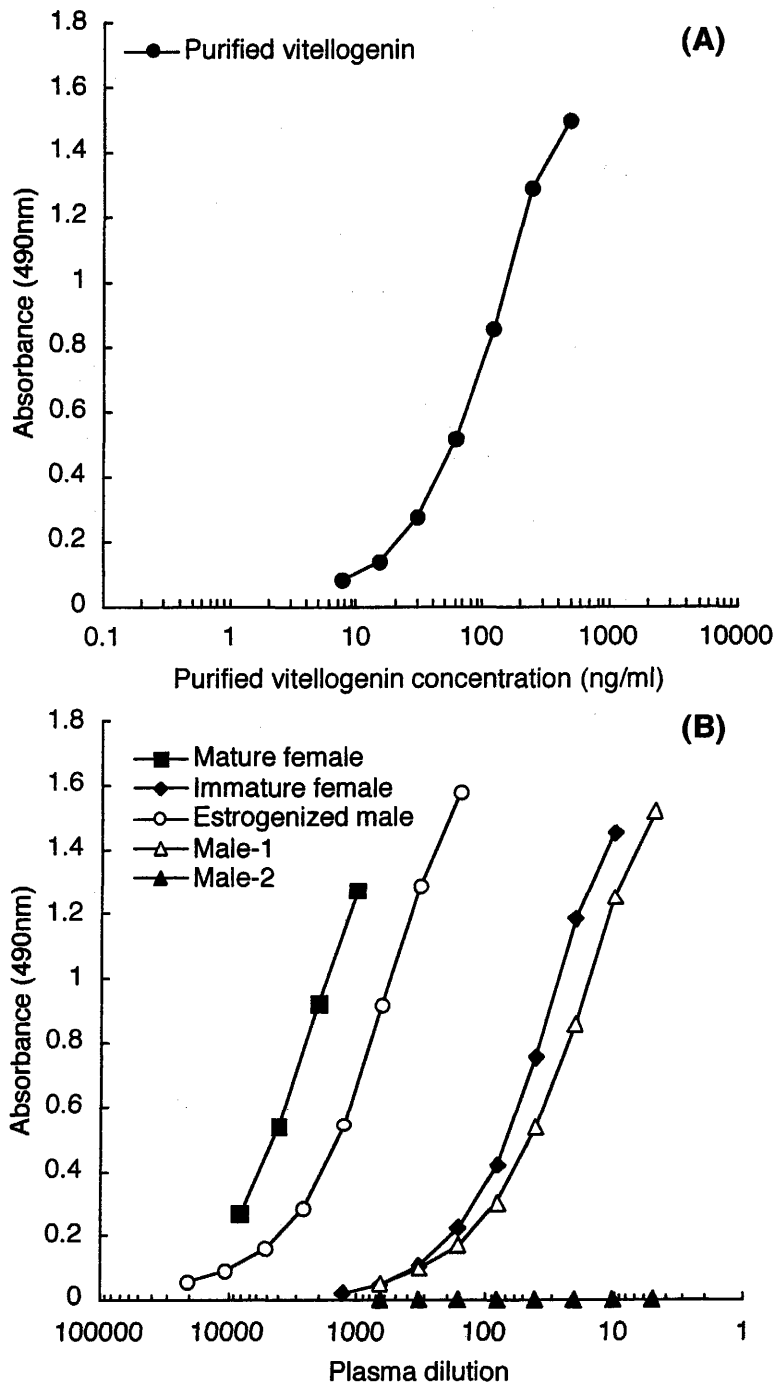 (A)
Purified vitellogenin
1.8
1.6
1.4
1.2
1
0.8
0.6
0.4
0.2
0
Absorbance (490nm)
0.1 1 10 100 1000 10000
Purified vitellogenin concentration (ng/ml)
(B)
Mature female
Immature female
Estrogenized male
Male-1
Male-2
1.8
1.6
1.4
1.2
1
0.8
0.6
0.4
0.2
0
Absorbance (490nm)
100000 10000 1000 100 10 1
Plasma dilution